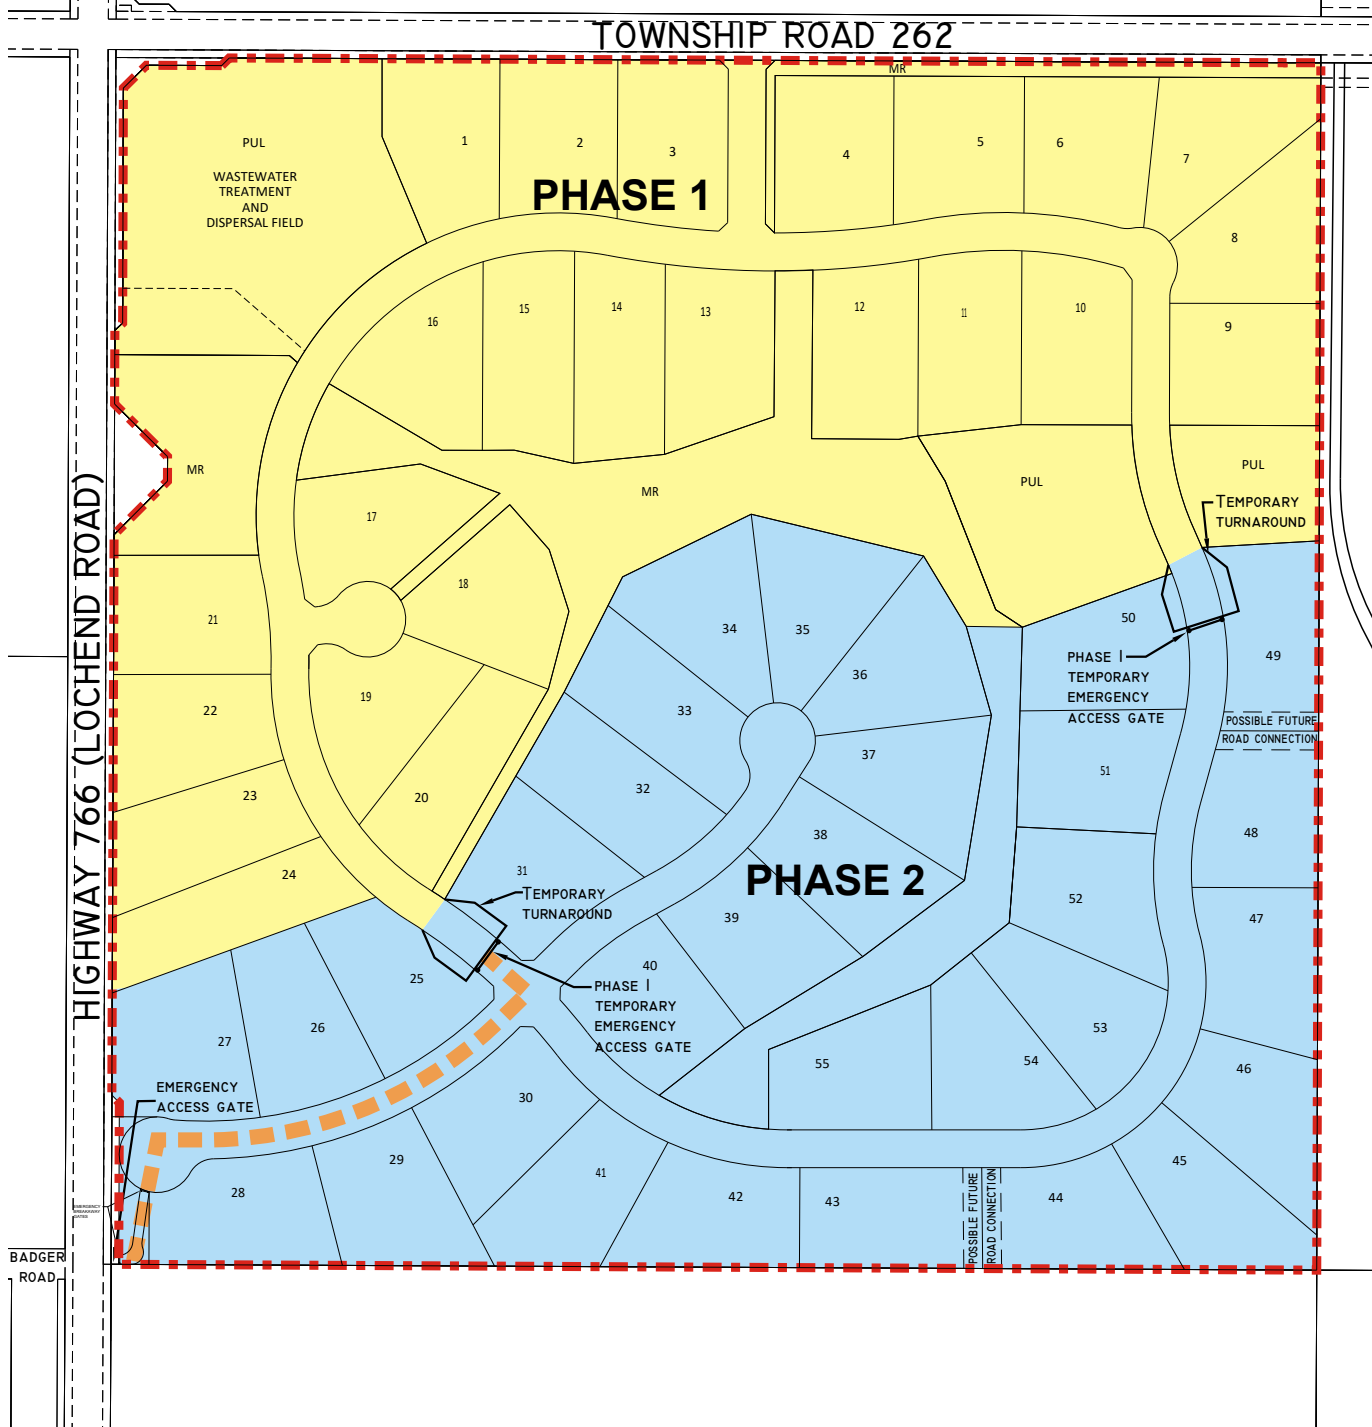 TOWNSHIP ROAD 262
MR
PUL
WASTEWATER
TREATMENT
AND
DISPERSAL FIELD
1
2
3
4
5
6
7
8
PHASE 1
16
15
14
13
12
11
10
9
MR
MR
PUL
PUL
TEMPORARY
TURNAROUND
17
18
HIGHWAY 766 (LOCHEND ROAD)
21
22
19
20
23
24
34
35
36
33
37
32
38
31
PHASE 2
39
40
50
49
PHASE I
TEMPORARY
EMERGENCY
ACCESS GATE
POSSIBLE FUTURE
ROAD CONNECTION
51
48
52
47
TEMPORARY
TURNAROUND
25
26
27
PHASE I
TEMPORARY
EMERGENCY
ACCESS GATE
53
54
55
46
EMERGENCY
ACCESS GATE
30
29
28
41
42
43
POSSIBLE FUTURE
ROAD CONNECTION
44
45
EMERGENCY
BREAKAWAY
GATES
BADGER
ROAD